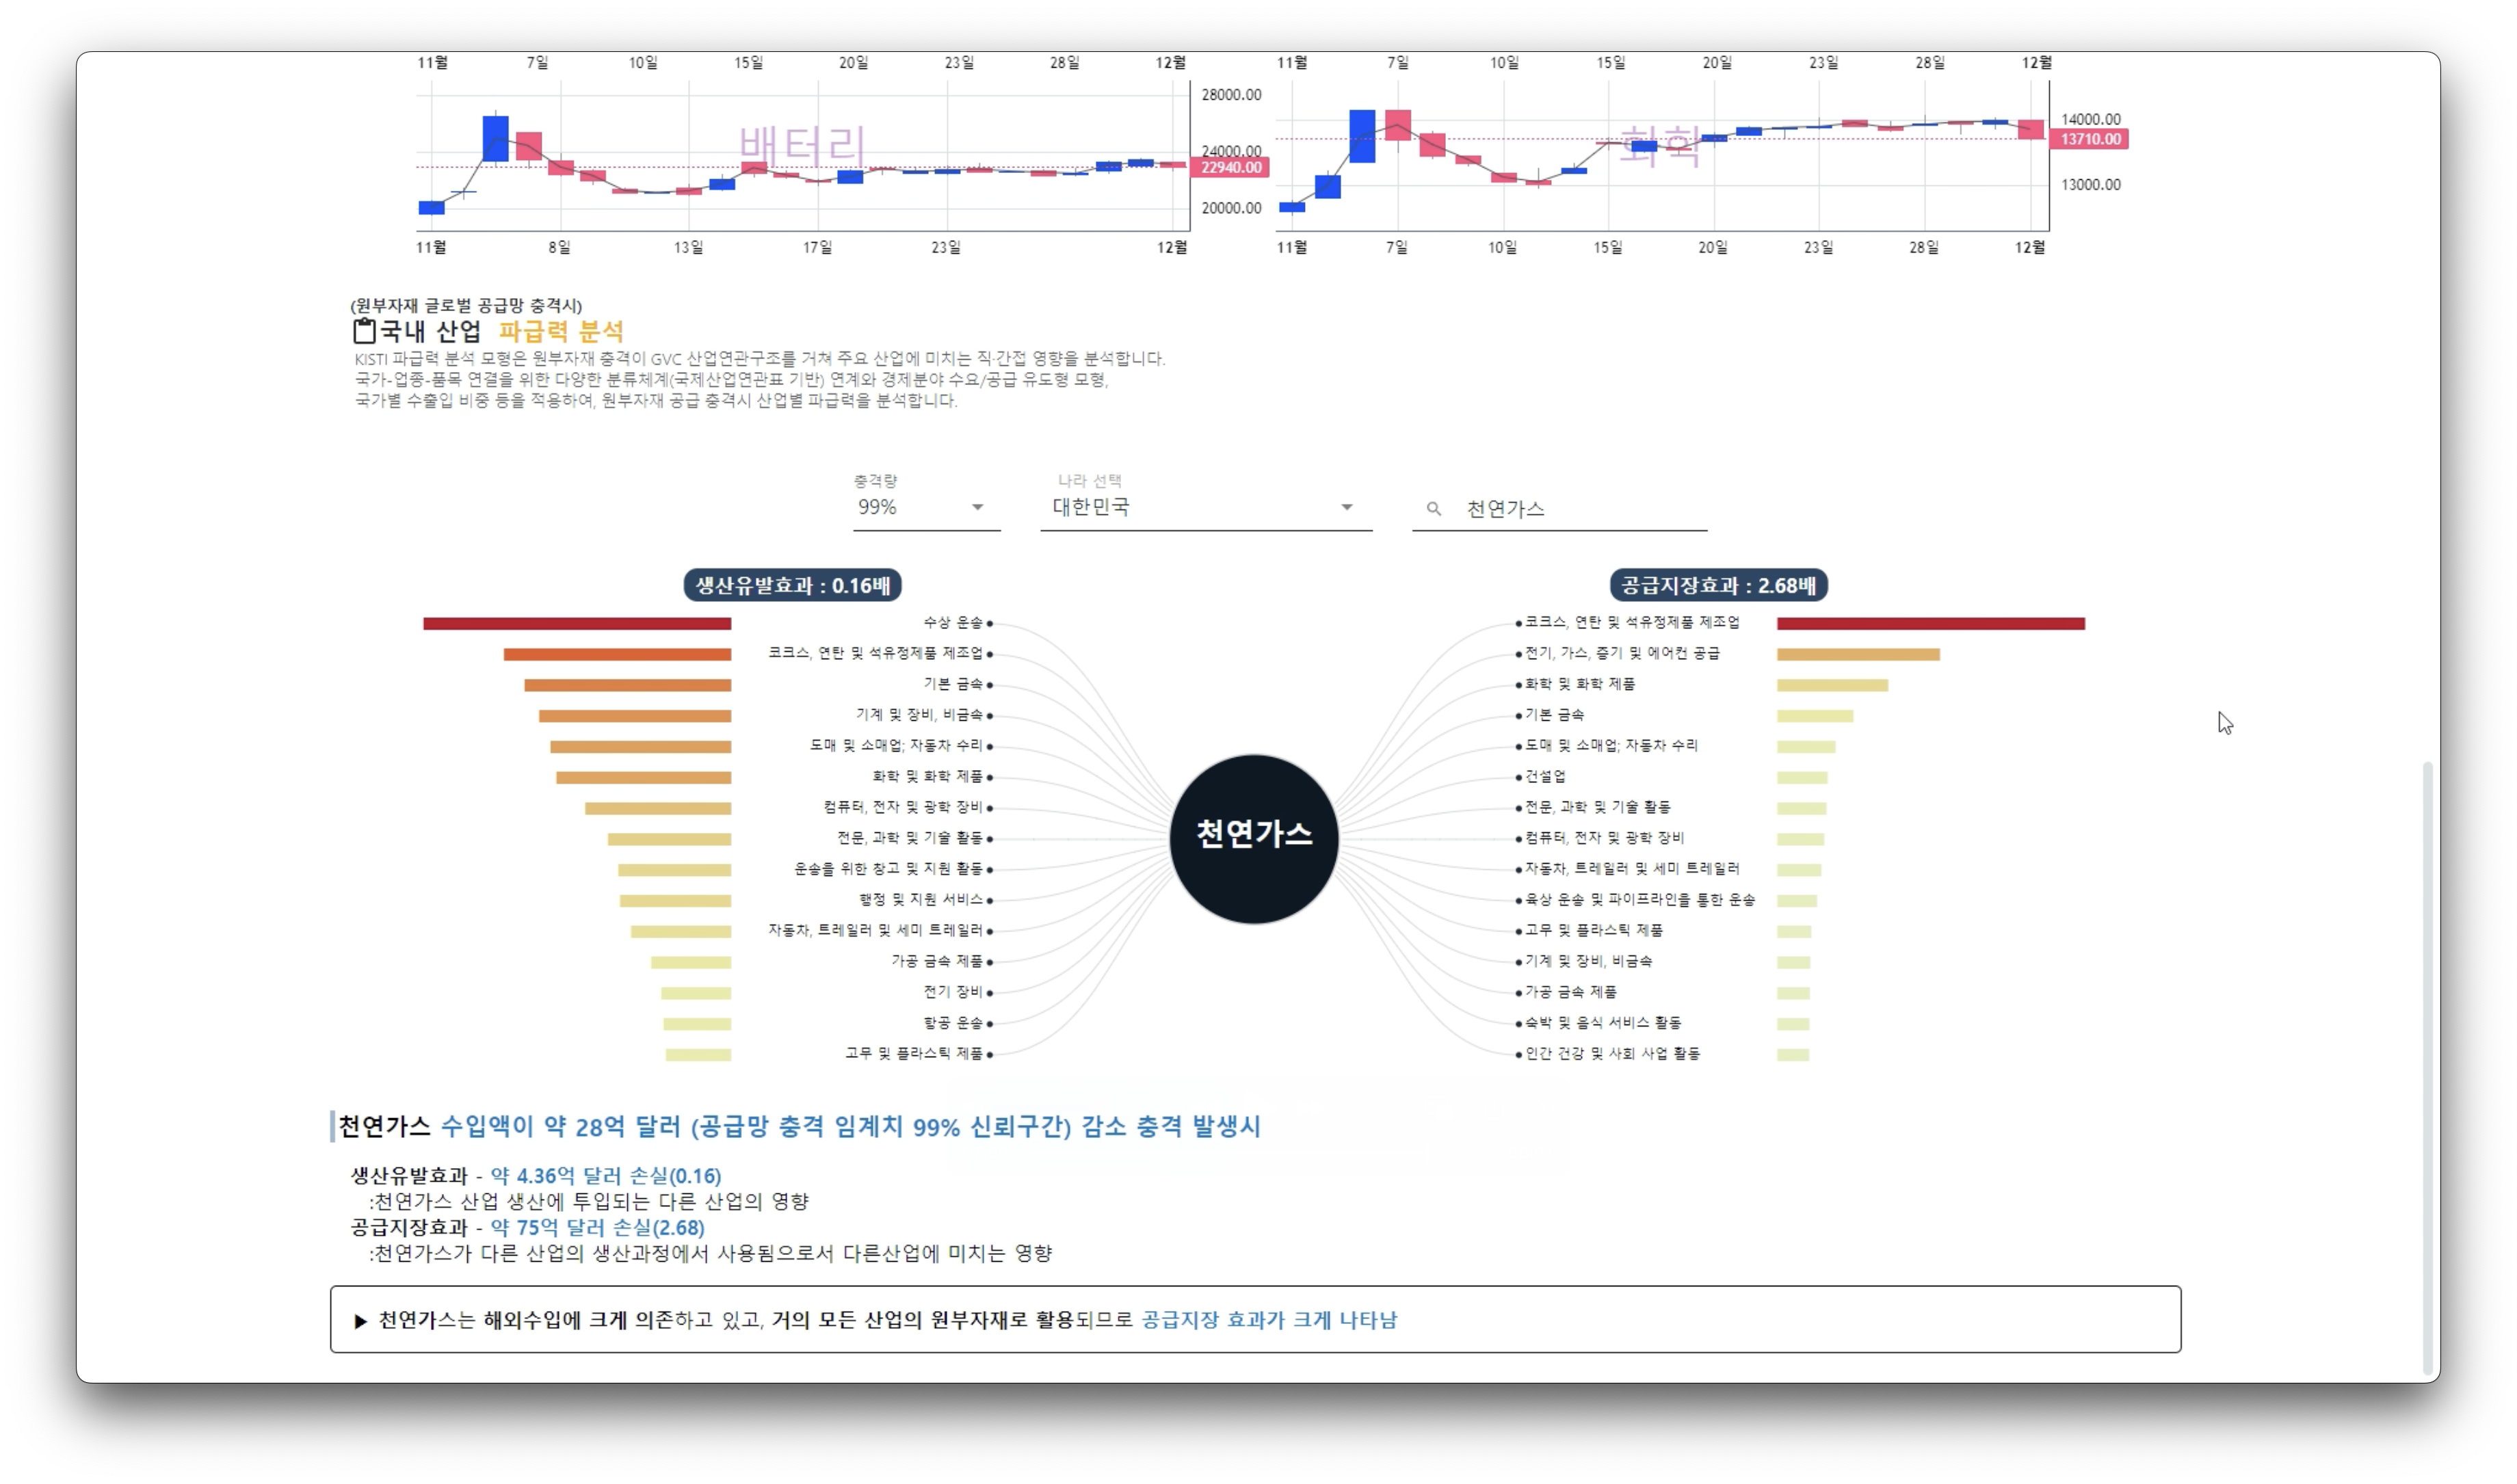 11월 7일 10일 15일 20일 23일 28일 12월
11월 7일 10일 15일 20일 23일 28일 12월
28000.00
24000.00
22940.00
20000.00
배터리
11월 8일 13일 17일 23일 12월
14000.00
13710.00
13000.00
화학
11월 7일 10일 15일 20일 23일 28일 12월
(원부자재 글로벌 공급망 충격시)
국내 산업 파급력 분석
KISTI 파급력 분석 모형은 원부자재 충격이 GVC 산업연관구조를 거쳐 주요 산업에 미치는 직·간접 영향을 분석합니다.
국가-업종-품목 연결을 위한 다양한 분류체계(국제산업연관표 기반) 연계와 경제분야 수요/공급 유도형 모형,
국가별 수출입 비중 등을 적용하여, 원부자재 공급 충격시 산업별 파급력을 분석합니다.
충격량
99%
나라 선택
대한민국
천연가스
생산유발효과 : 0.16배
수상 운송
코크스, 연탄 및 석유정제품 제조업
기본 금속
기계 및 장비, 비금속
도매 및 소매업; 자동차 수리
화학 및 화학 제품
컴퓨터, 전자 및 광학 장비
전문, 과학 및 기술 활동
운송을 위한 창고 및 지원 활동
행정 및 지원 서비스
자동차, 트레일러 및 세미 트레일러
가공 금속 제품
전기 장비
항공 운송
고무 및 플라스틱 제품
천연가스
공급지장효과 : 2.68배
코크스, 연탄 및 석유정제품 제조업
전기, 가스, 증기 및 에어컨 공급
화학 및 화학 제품
기본 금속
도매 및 소매업; 자동차 수리
건설업
전문, 과학 및 기술 활동
컴퓨터, 전자 및 광학 장비
자동차, 트레일러 및 세미 트레일러
육상 운송 및 파이프라인을 통한 운송
고무 및 플라스틱 제품
기계 및 장비, 비금속
가공 금속 제품
숙박 및 음식 서비스 활동
인간 건강 및 사회 사업 활동
천연가스 수입액이 약 28억 달러 (공급망 충격 임계치 99% 신뢰구간) 감소 충격 발생시
생산유발효과 - 약 4.36억 달러 손실(0.16)
:천연가스 산업 생산에 투입되는 다른 산업의 영향
공급지장효과 - 약 75억 달러 손실(2.68)
:천연가스가 다른 산업의 생산과정에서 사용됨으로서 다른산업에 미치는 영향
▶ 천연가스는 해외수입에 크게 의존하고 있고, 거의 모든 산업의 원부자재로 활용되므로 공급지장 효과가 크게 나타남